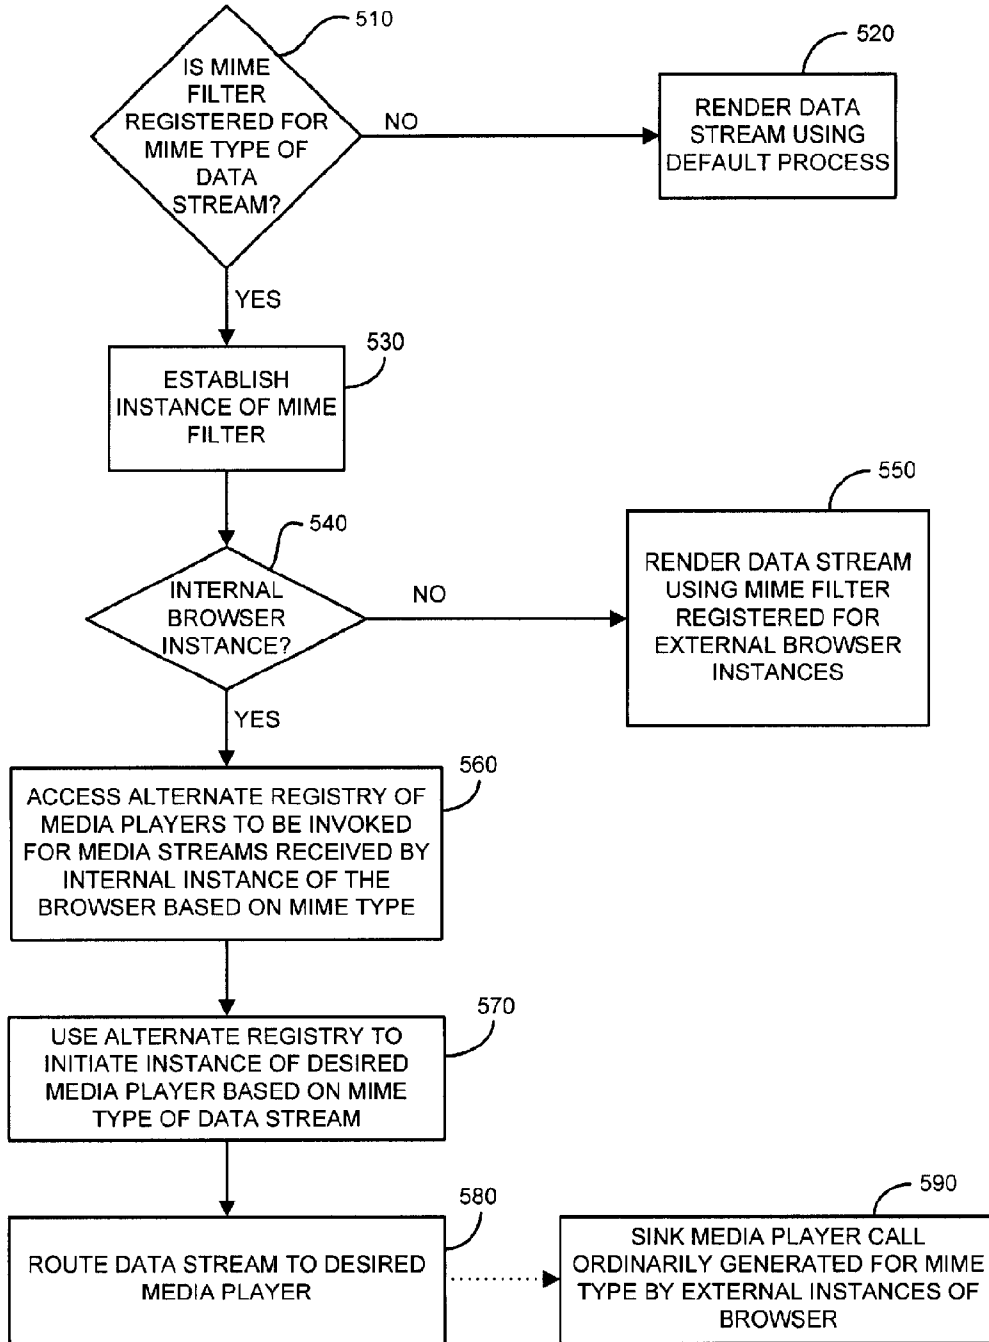 510
IS MIME
FILTER
REGISTERED FOR
MIME TYPE OF
DATA
STREAM?
NO
520
RENDER DATA
STREAM USING
DEFAULT PROCESS
YES
530
ESTABLISH
INSTANCE OF MIME
FILTER
540
INTERNAL
BROWSER
INSTANCE?
NO
550
RENDER DATA STREAM
USING MIME FILTER
REGISTERED FOR
EXTERNAL BROWSER
INSTANCES
YES
560
ACCESS ALTERNATE REGISTRY OF
MEDIA PLAYERS TO BE INVOKED
FOR MEDIA STREAMS RECEIVED BY
INTERNAL INSTANCE OF THE
BROWSER BASED ON MIME TYPE
570
USE ALTERNATE REGISTRY TO
INITIATE INSTANCE OF DESIRED
MEDIA PLAYER BASED ON MIME
TYPE OF DATA STREAM
580
ROUTE DATA STREAM TO DESIRED
MEDIA PLAYER
590
SINK MEDIA PLAYER CALL
ORDINARILY GENERATED FOR MIME
TYPE BY EXTERNAL INSTANCES OF
BROWSER